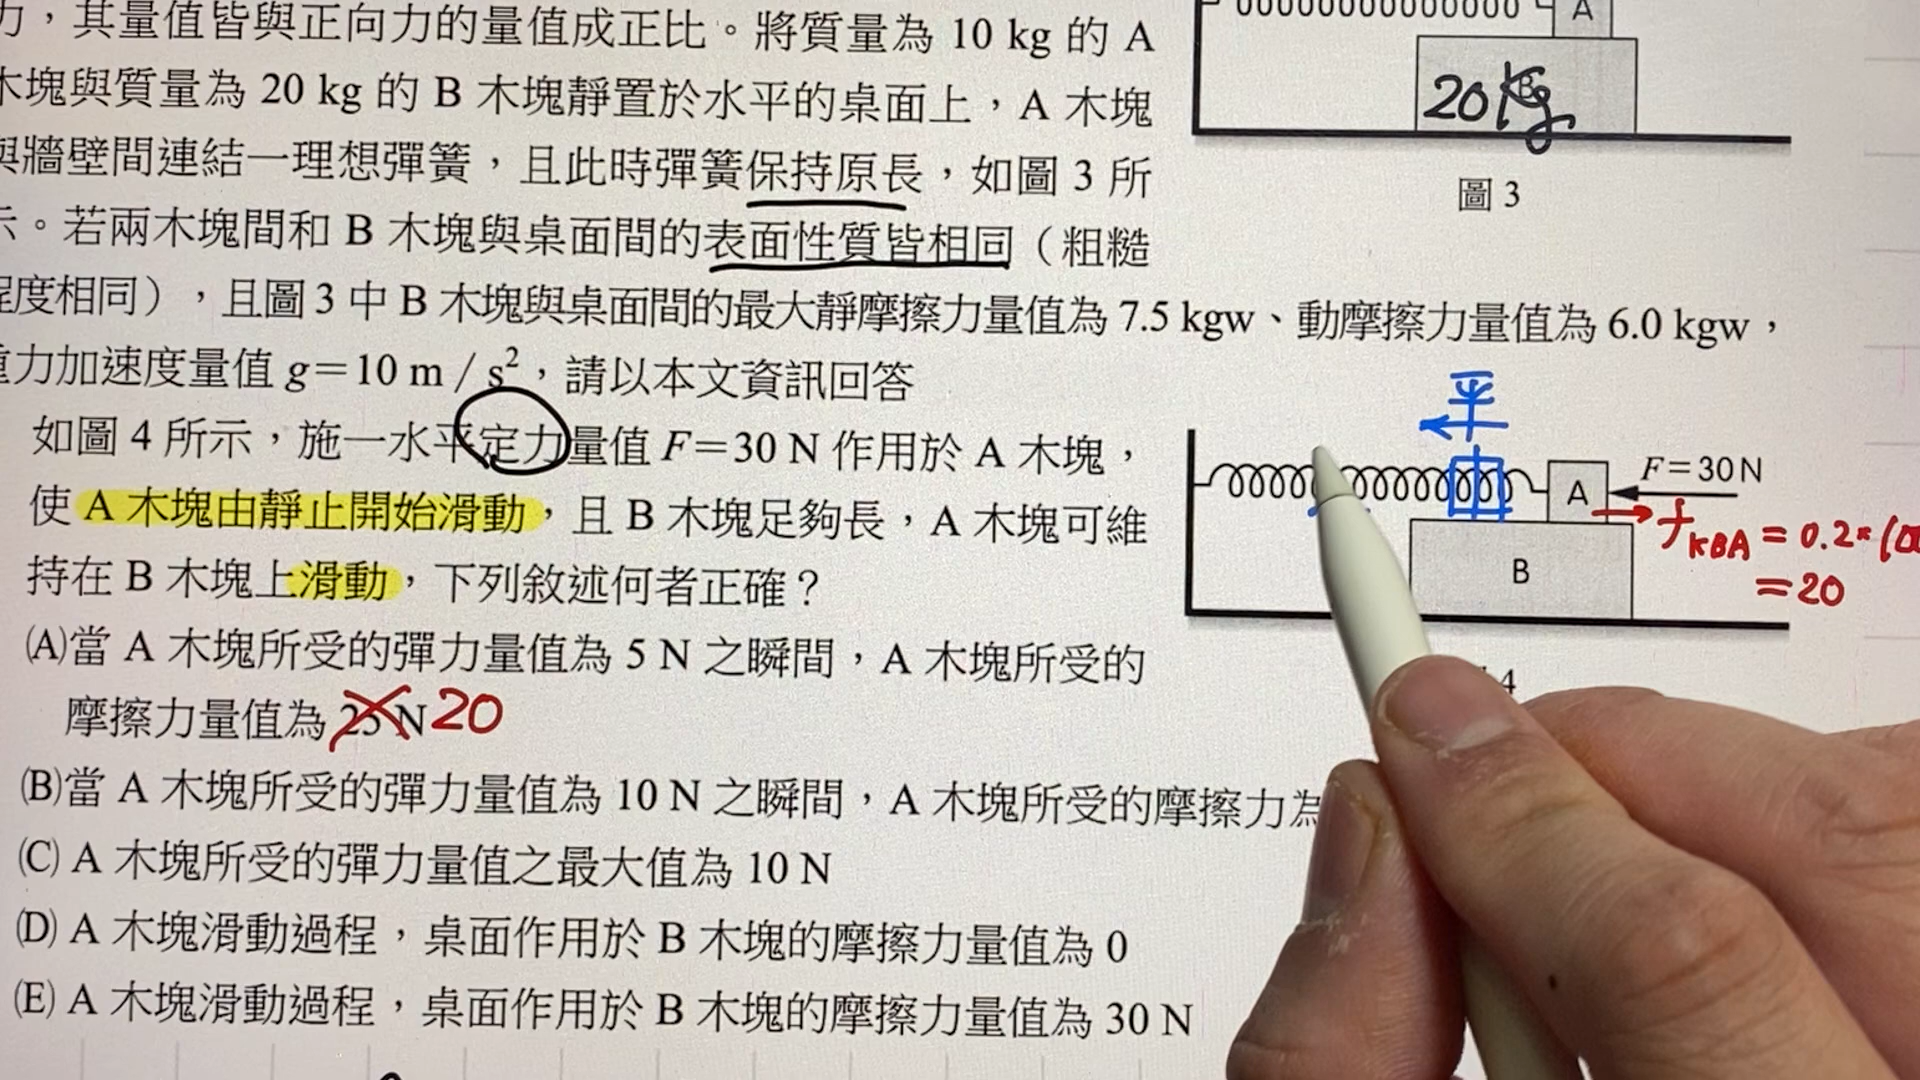 力，其量值皆與正向力的量值成正比。將質量為 10 kg 的 A
木塊與質量為 20 kg 的 B 木塊靜置於水平的桌面上，A 木塊
與牆壁間連結一理想彈簧，且此時彈簧保持原長，如圖 3 所
示。若兩木塊間和 B 木塊與桌面間的表面性質皆相同（粗糙
程度相同），且圖 3 中 B 木塊與桌面間的最大靜摩擦力量值為 7.5 kgw、動摩擦力量值為 6.0 kgw，
重力加速度量值 g＝10 m / s²，請以本文資訊回答
如圖 4 所示，施一水平定力量值 F＝30 N 作用於 A 木塊，
使 A 木塊由靜止開始滑動，且 B 木塊足夠長，A 木塊可維
持在 B 木塊上滑動，下列敘述何者正確？
(A)當 A 木塊所受的彈力量值為 5 N 之瞬間，A 木塊所受的
摩擦力量值為 25 N 20
(B)當 A 木塊所受的彈力量值為 10 N 之瞬間，A 木塊所受的摩擦力為
(C) A 木塊所受的彈力量值之最大值為 10 N
(D) A 木塊滑動過程，桌面作用於 B 木塊的摩擦力量值為 0
(E) A 木塊滑動過程，桌面作用於 B 木塊的摩擦力量值為 30 N
A
B
20 kg
圖 3
平
A
F＝30 N
fKBA = 0.2*(
= 20
B
4